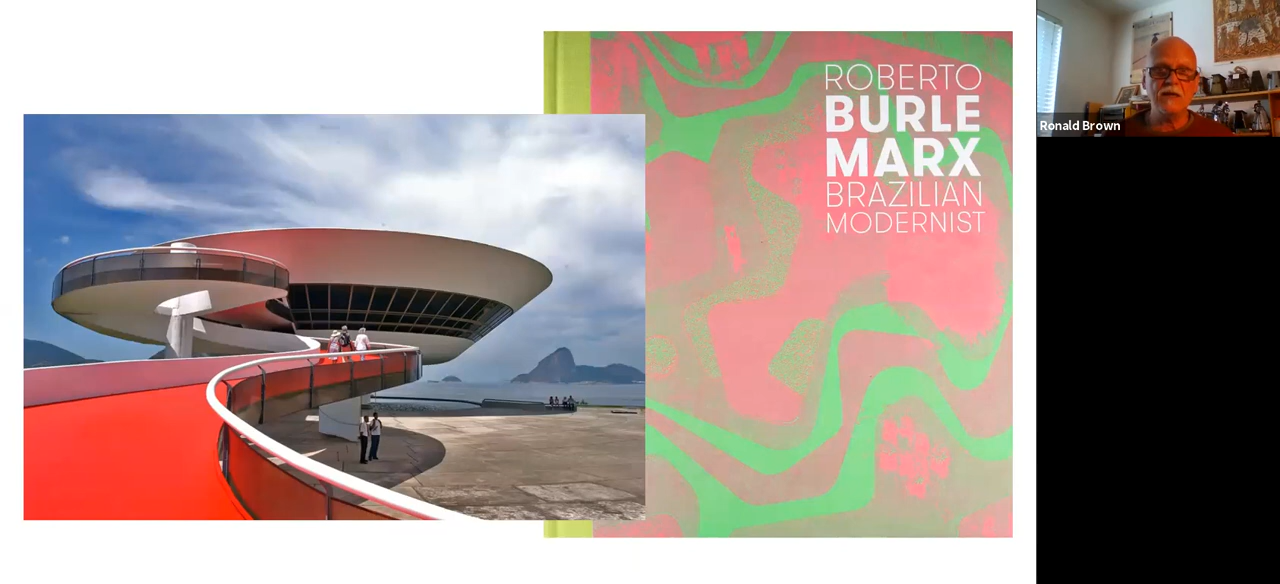 ROBERTO
BURLE
MARX
BRAZILIAN
MODERNIST
Ronald Brown